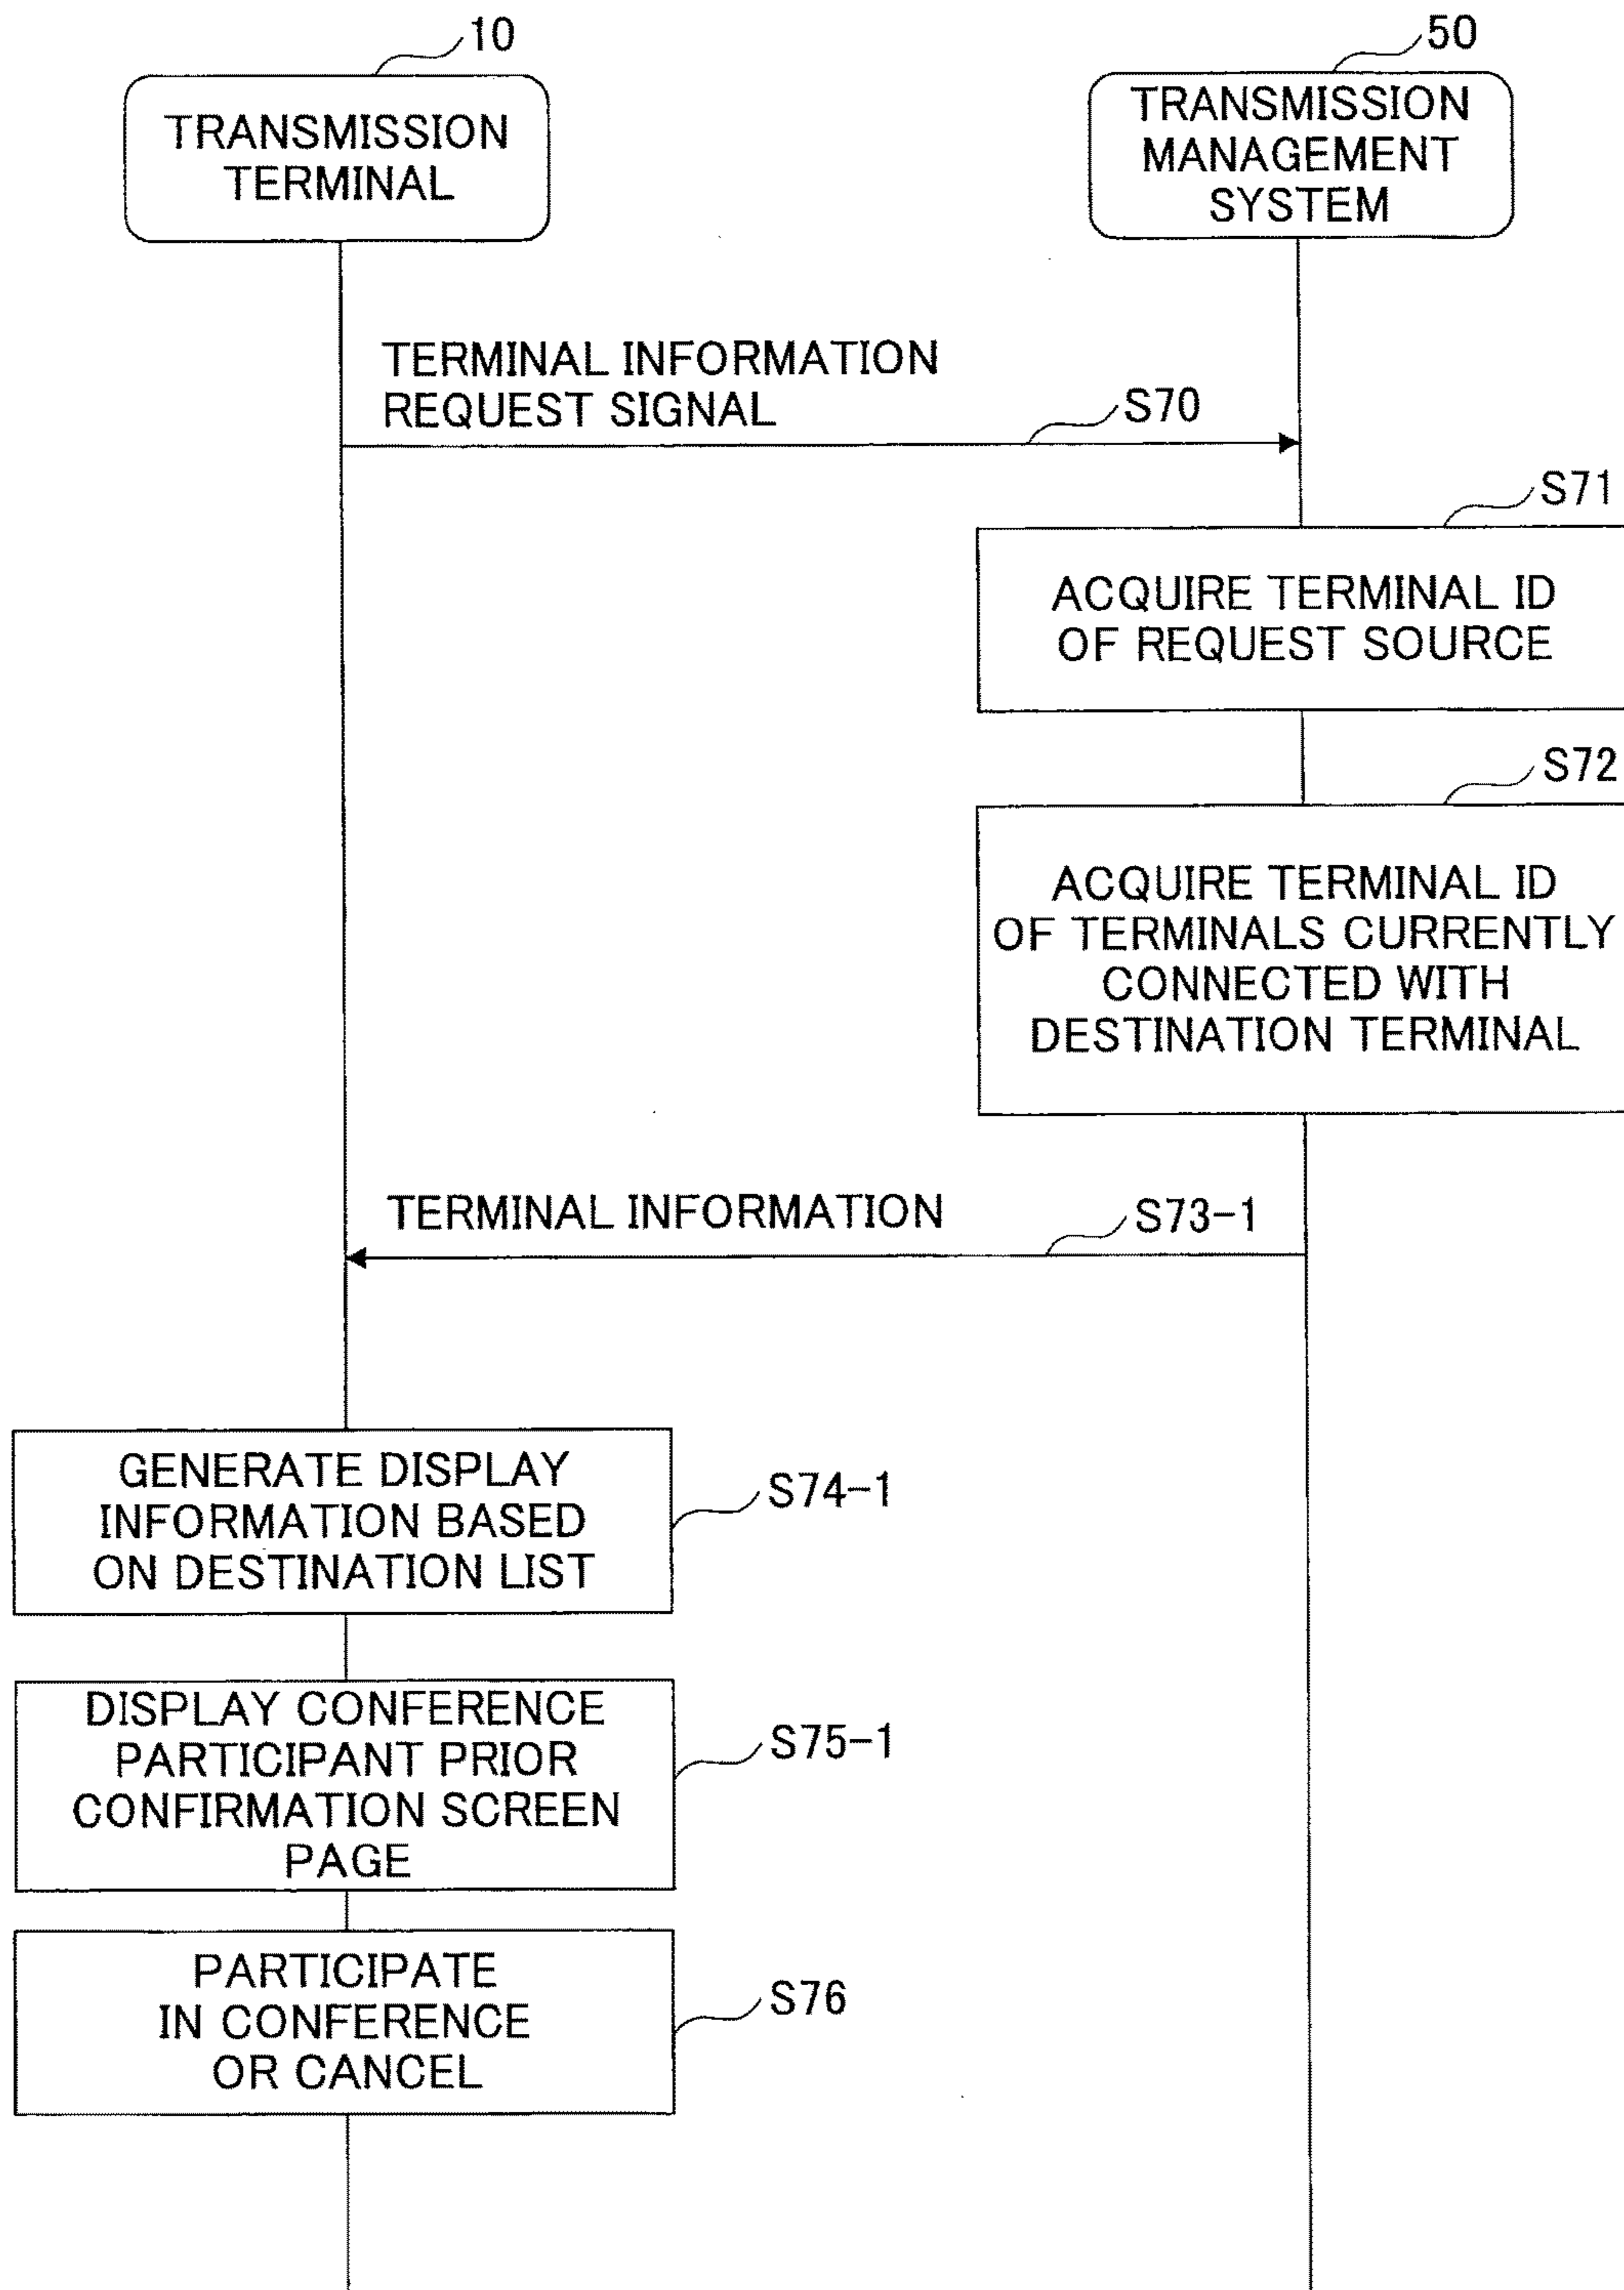 10
TRANSMISSION
TERMINAL
50
TRANSMISSION
MANAGEMENT
SYSTEM
TERMINAL INFORMATION
REQUEST SIGNAL
S70
S71
ACQUIRE TERMINAL ID
OF REQUEST SOURCE
S72
ACQUIRE TERMINAL ID
OF TERMINALS CURRENTLY
CONNECTED WITH
DESTINATION TERMINAL
TERMINAL INFORMATION
S73-1
GENERATE DISPLAY
INFORMATION BASED
ON DESTINATION LIST
S74-1
DISPLAY CONFERENCE
PARTICIPANT PRIOR
CONFIRMATION SCREEN
PAGE
S75-1
PARTICIPATE
IN CONFERENCE
OR CANCEL
S76